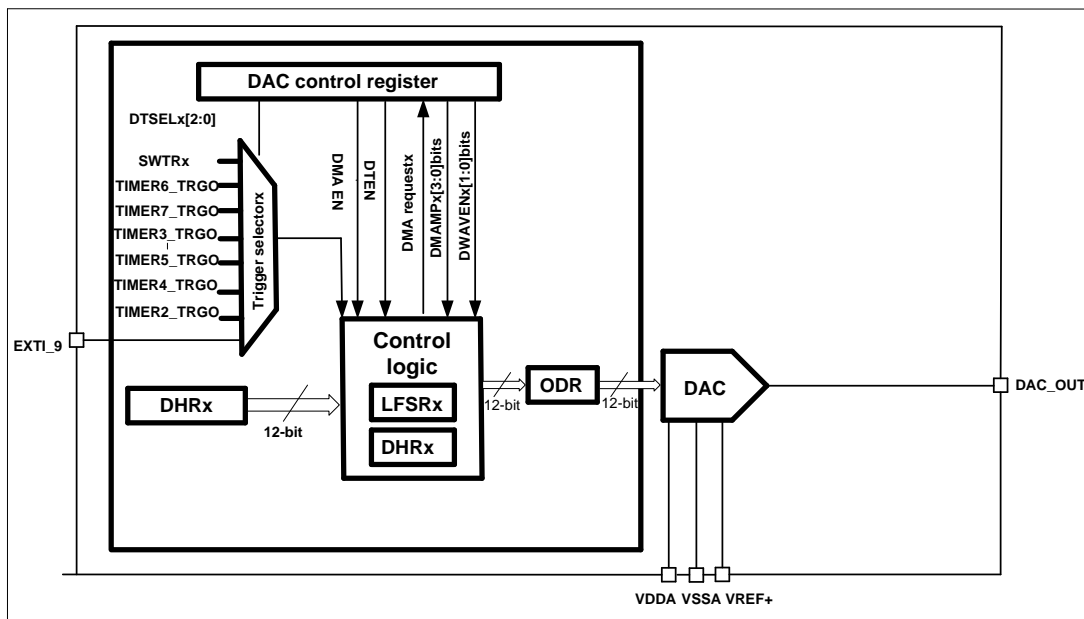 DAC control register
DTSELx[2:0]
SWTRx
TIMER6_TRGO
TIMER7_TRGO
TIMER3_TRGO
TIMER5_TRGO
TIMER4_TRGO
TIMER2_TRGO
EXTI_9
Trigger selectorx
DMA EN
DTEN
DMA requestx
DMAMPx[3:0]bits
DWAVENx[1:0]bits
Control
logic
LFSRx
DHRx
DHRx
12-bit
12-bit
ODR
12-bit
DAC
DAC_OUT
VDDA
VSSA
VREF+